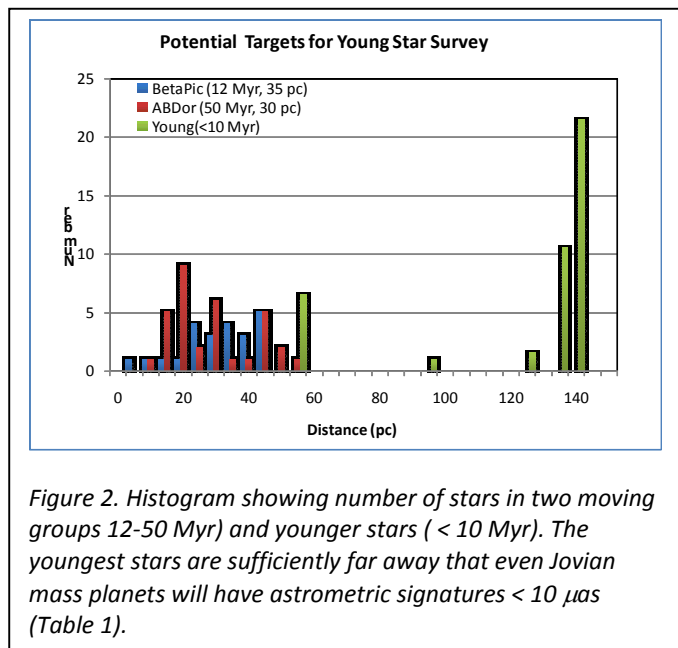 Potential Targets for Young Star Survey
25
20
15
10
5
0
Num ber
BetaPic (12 Myr, 35 pc)
ABDor (50 Myr, 30 pc)
Young(<10 Myr)
0 20 40 60 80 100 120 140
Distance (pc)
Figure 2. Histogram showing number of stars in two moving
groups 12-50 Myr) and younger stars ( < 10 Myr). The
youngest stars are sufficiently far away that even Jovian
mass planets will have astrometric signatures < 10 μas
(Table 1).